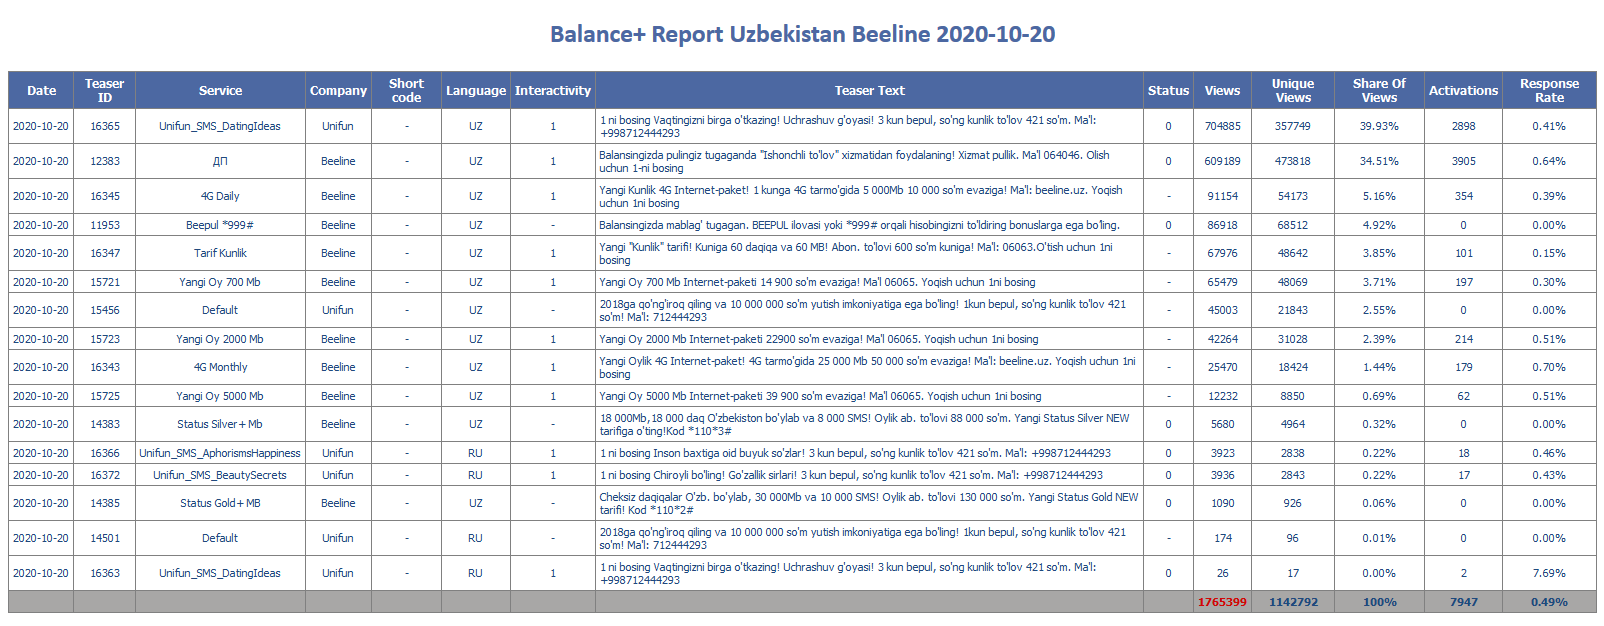 Balance+ Report Uzbekistan Beeline 2020-10-20
Date Teaser ID Service Company Short code Language Interactivity Teaser Text Status Views Unique Views Share Of Views Activations Response Rate
2020-10-20 16365 Unifun_SMS_DatingIdeas Unifun - UZ 1 1 ni bosing Vaqtingizni birga o'tkazing! Uchrashuv g'oyasi! 3 kun bepul, so'ng kunlik to'lov 421 so'm. Ma'l: +998712444293 0 704885 357749 39.93% 2898 0.41%
2020-10-20 12383 ДП Beeline - UZ 1 Balansingizda pulingiz tugaganda "Ishonchli to'lov" xizmatidan foydalaning! Xizmat pullik. Ma'l 064046. Olish uchun 1-ni bosing 0 609189 473818 34.51% 3905 0.64%
2020-10-20 16345 4G Daily Beeline - UZ 1 Yangi Kunlik 4G Internet-paket! 1 kunga 4G tarmo'gida 5 000Mb 10 000 so'm evaziga! Ma'l: beeline.uz. Yoqish uchun 1ni bosing - 91154 54173 5.16% 354 0.39%
2020-10-20 11953 Beepul *999# Beeline - UZ - Balansingizda mablag' tugagan. BEEPUL ilovasi yoki *999# orqali hisobingizni to'ldiring bonuslarga ega bo'ling. 0 86918 68512 4.92% 0 0.00%
2020-10-20 16347 Tarif Kunlik Beeline - UZ 1 Yangi "Kunlik" tarifi! Kuniga 60 daqiqa va 60 MB! Abon. to'lovi 600 so'm kuniga! Ma'l: 06063.O'tish uchun 1ni bosing - 67976 48642 3.85% 101 0.15%
2020-10-20 15721 Yangi Oy 700 Mb Beeline - UZ 1 Yangi Oy 700 Mb Internet-paketi 14 900 so'm evaziga! Ma'l 06065. Yoqish uchun 1ni bosing - 65479 48069 3.71% 197 0.30%
2020-10-20 15456 Default Unifun - UZ - 2018ga qo'ng'iroq qiling va 10 000 000 so'm yutish imkoniyatiga ega bo'ling! 1kun bepul, so'ng kunlik to'lov 421 so'm! Ma'l: 712444293 - 45003 21843 2.55% 0 0.00%
2020-10-20 15723 Yangi Oy 2000 Mb Beeline - UZ 1 Yangi Oy 2000 Mb Internet-paketi 22900 so'm evaziga! Ma'l 06065. Yoqish uchun 1ni bosing - 42264 31028 2.39% 214 0.51%
2020-10-20 16343 4G Monthly Beeline - UZ 1 Yangi Oylik 4G Internet-paket! 4G tarmo'gida 25 000 Mb 50 000 so'm evaziga! Ma'l: beeline.uz. Yoqish uchun 1ni bosing - 25470 18424 1.44% 179 0.70%
2020-10-20 15725 Yangi Oy 5000 Mb Beeline - UZ 1 Yangi Oy 5000 Mb Internet-paketi 39 900 so'm evaziga! Ma'l 06065. Yoqish uchun 1ni bosing - 12232 8850 0.69% 62 0.51%
2020-10-20 14383 Status Silver+ Mb Beeline - UZ - 18 000Mb,18 000 daq O'zbekiston bo'ylab va 8 000 SMS! Oylik ab. to'lovi 88 000 so'm. Yangi Status Silver NEW tarifiga o'ting!Kod *110*3# 0 5680 4964 0.32% 0 0.00%
2020-10-20 16366 Unifun_SMS_AphorismsHappiness Unifun - RU 1 1 ni bosing Inson baxtiga oid buyuk so'zlar! 3 kun bepul, so'ng kunlik to'lov 421 so'm. Ma'l: +998712444293 0 3923 2838 0.22% 18 0.46%
2020-10-20 16372 Unifun_SMS_BeautySecrets Unifun - RU 1 1 ni bosing Chiroyli bo'ling! Go'zallik sirlari! 3 kun bepul, so'ng kunlik to'lov 421 so'm. Ma'l: +998712444293 0 3936 2843 0.22% 17 0.43%
2020-10-20 14385 Status Gold+ MB Beeline - UZ - Cheksiz daqiqalar O'zb. bo'ylab, 30 000Mb va 10 000 SMS! Oylik ab. to'lovi 130 000 so'm. Yangi Status Gold NEW tarifi! Kod *110*2# 0 1090 926 0.06% 0 0.00%
2020-10-20 14501 Default Unifun - RU - 2018ga qo'ng'iroq qiling va 10 000 000 so'm yutish imkoniyatiga ega bo'ling! 1kun bepul, so'ng kunlik to'lov 421 so'm! Ma'l: 712444293 - 174 96 0.01% 0 0.00%
2020-10-20 16363 Unifun_SMS_DatingIdeas Unifun - RU 1 1 ni bosing Vaqtingizni birga o'tkazing! Uchrashuv g'oyasi! 3 kun bepul, so'ng kunlik to'lov 421 so'm. Ma'l: +998712444293 0 26 17 0.00% 2 7.69%
1765399 1142792 100% 7947 0.49%